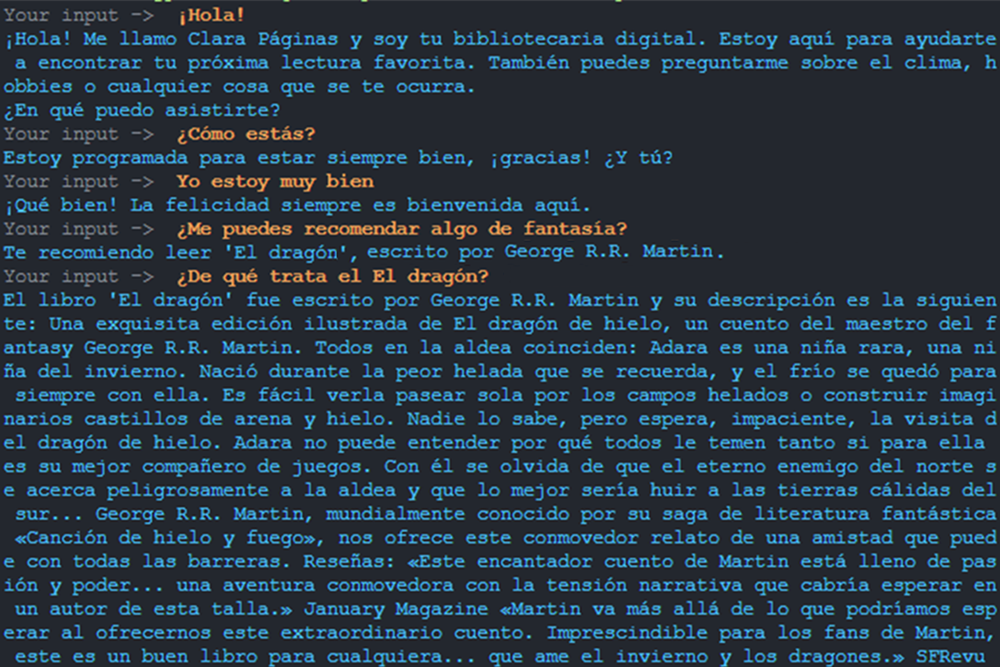 Your input ->  ¡Hola!
¡Hola! Me llamo Clara Páginas y soy tu bibliotecaria digital. Estoy aquí para ayudarte
 a encontrar tu próxima lectura favorita. También puedes preguntarme sobre el clima, h
obbies o cualquier cosa que se te ocurra.
¿En qué puedo asistirte?
Your input ->  ¿Cómo estás?
Estoy programada para estar siempre bien, ¡gracias! ¿Y tú?
Your input ->  Yo estoy muy bien
¡Qué bien! La felicidad siempre es bienvenida aquí.
Your input ->  ¿Me puedes recomendar algo de fantasía?
Te recomiendo leer 'El dragón', escrito por George R.R. Martin.
Your input ->  ¿De qué trata el El dragón?
El libro 'El dragón' fue escrito por George R.R. Martin y su descripción es la siguien
te: Una exquisita edición ilustrada de El dragón de hielo, un cuento del maestro del f
antasy George R.R. Martin. Todos en la aldea coinciden: Adara es una niña rara, una ni
ña del invierno. Nació durante la peor helada que se recuerda, y el frío se quedó para
 siempre con ella. Es fácil verla pasear sola por los campos helados o construir imagi
narios castillos de arena y hielo. Nadie lo sabe, pero espera, impaciente, la visita d
el dragón de hielo. Adara no puede entender por qué todos le temen tanto si para ella
es su mejor compañero de juegos. Con él se olvida de que el eterno enemigo del norte s
e acerca peligrosamente a la aldea y que lo mejor sería huir a las tierras cálidas del
 sur... George R.R. Martin, mundialmente conocido por su saga de literatura fantástica
 «Canción de hielo y fuego», nos ofrece este conmovedor relato de una amistad que pued
e con todas las barreras. Reseñas: «Este encantador cuento de Martin está lleno de pas
ión y poder... una aventura conmovedora con la tensión narrativa que cabría esperar en
 un autor de esta talla.» January Magazine «Martin va más allá de lo que podríamos esp
erar al ofrecernos este extraordinario cuento. Imprescindible para los fans de Martin,
 este es un buen libro para cualquiera... que ame el invierno y los dragones.» SFRevu